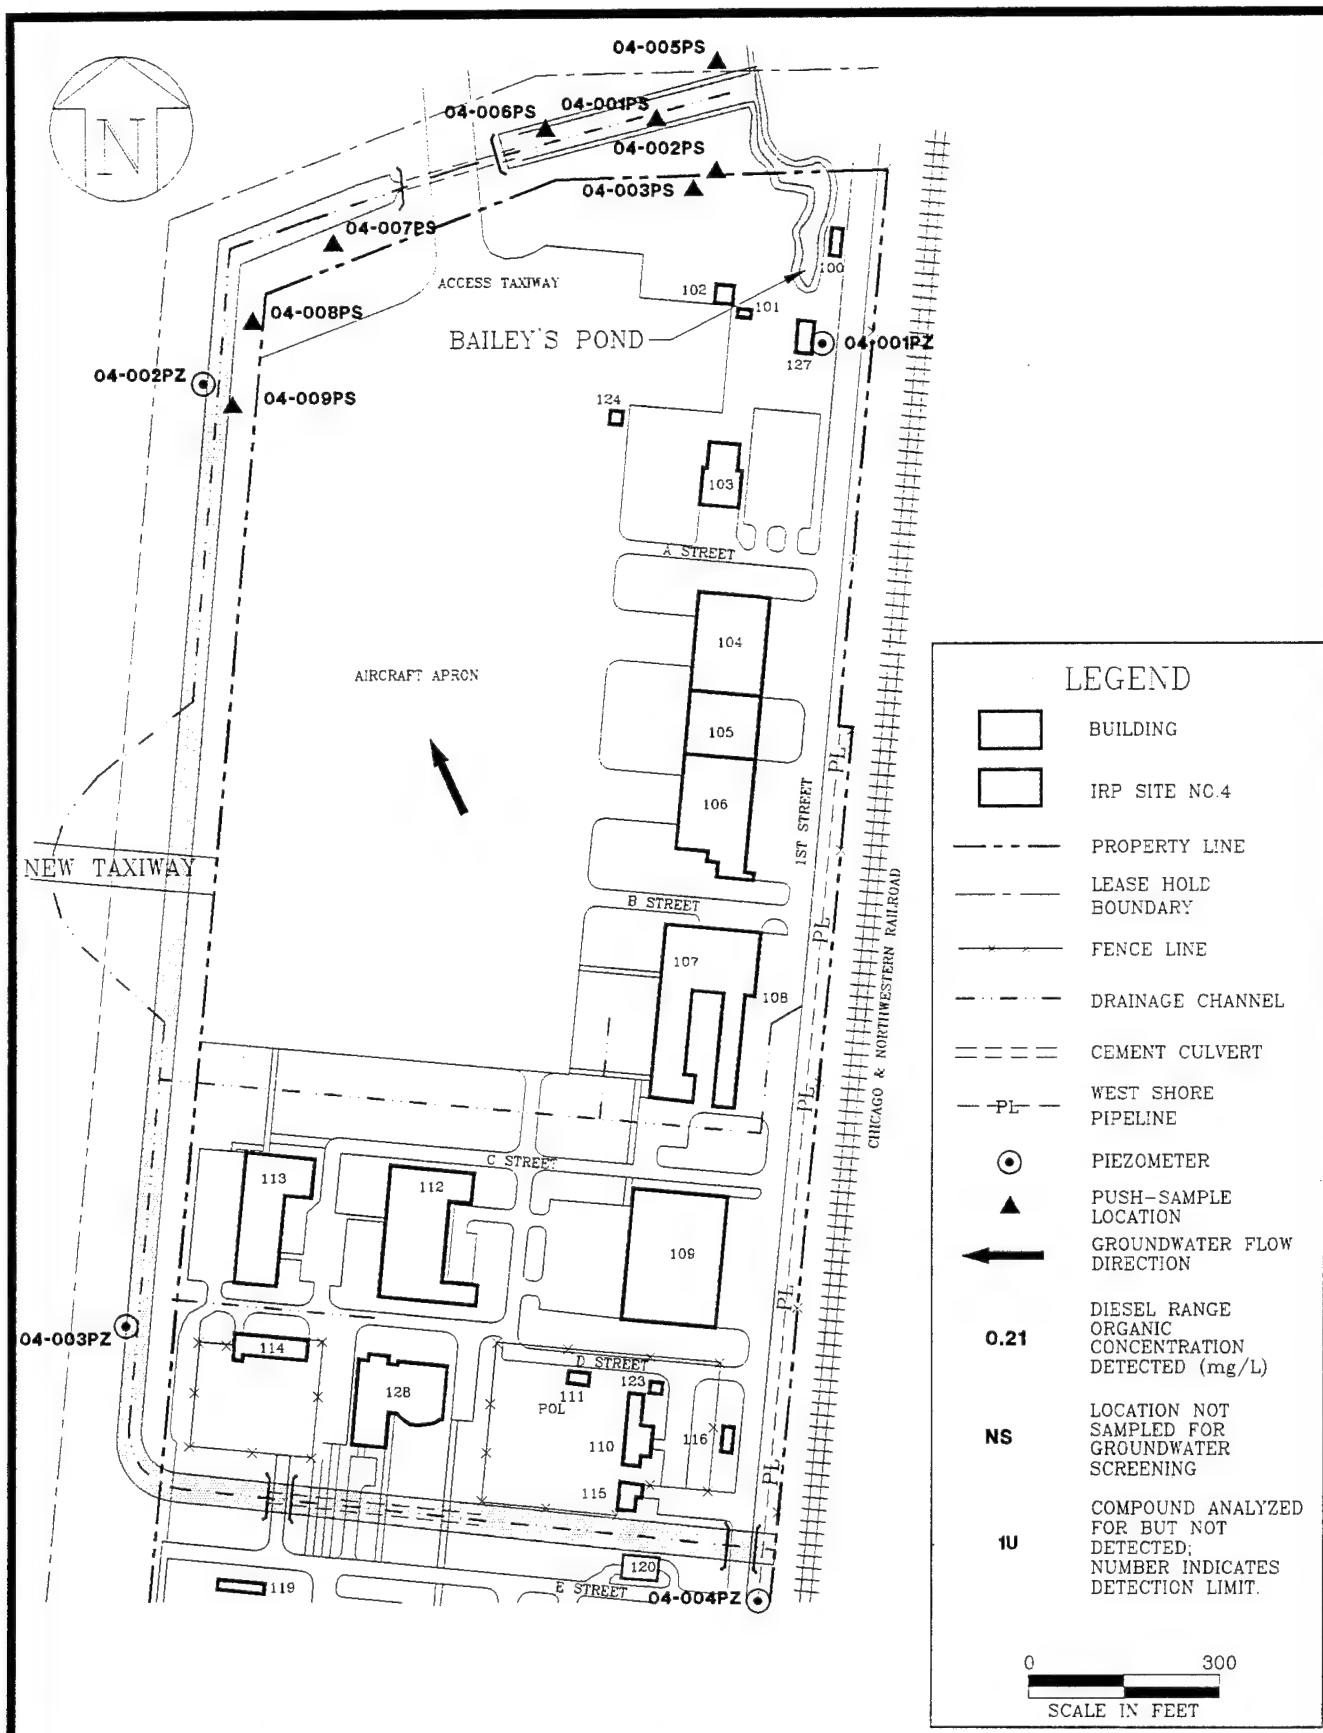 04-005PS
04-006PS
04-001PS
N
04-002PS
04-003PS
04-007PS
100
ACCESS TAXIWAY
102
101
04-008PS
BAILEY'S POND
04-001PZ
127
04-002PZ
04-009PS
124
103
A STREET
104
AIRCRAFT APRON
105
PL
106
1ST STREET
NEW TAXIWAY
B STREET
PL
107
108
CHICAGO & NORTHWESTERN RAILROAD
PL
C STREET
113
112
109
PL
04-003PZ
114
D STREET
128
111
123
POL
110
116
PL
115
120
119
E STREET
04-004PZ
LEGEND
BUILDING
IRP SITE NO.4
PROPERTY LINE
LEASE HOLD
BOUNDARY
FENCE LINE
DRAINAGE CHANNEL
CEMENT CULVERT
PL
WEST SHORE
PIPELINE
PIEZOMETER
PUSH-SAMPLE
LOCATION
GROUNDWATER FLOW
DIRECTION
0.21
DIESEL RANGE
ORGANIC
CONCENTRATION
DETECTED (mg/L)
NS
LOCATION NOT
SAMPLED FOR
GROUNDWATER
SCREENING
1U
COMPOUND ANALYZED
FOR BUT NOT
DETECTED;
NUMBER INDICATES
DETECTION LIMIT.
0 300
SCALE IN FEET